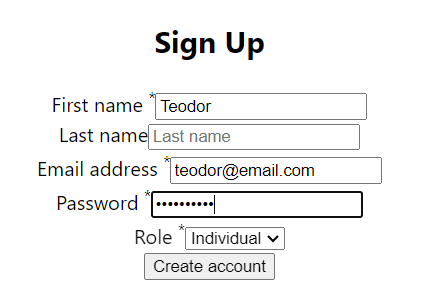 Sign Up
First name * Teodor
Last name Last name
Email address * teodor@email.com
Password * ••••••••••
Role * Individual
Create account